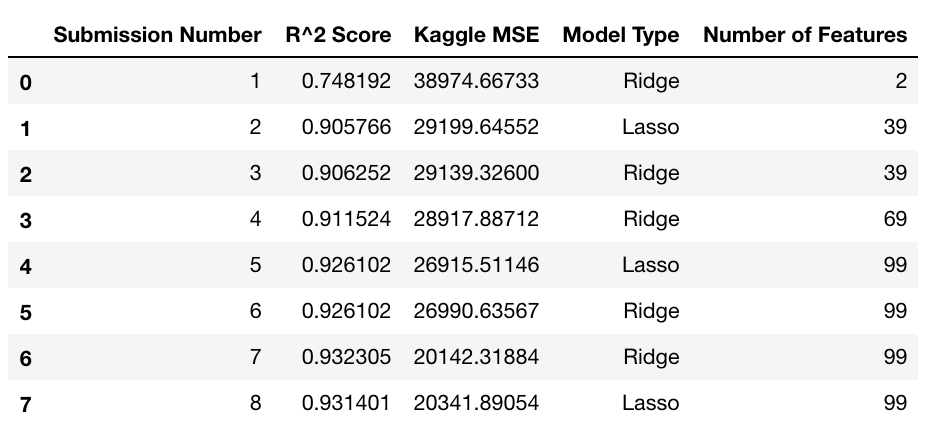 Submission Number R^2 Score Kaggle MSE Model Type Number of Features
0 1 0.748192 38974.66733 Ridge 2
1 2 0.905766 29199.64552 Lasso 39
2 3 0.906252 29139.32600 Ridge 39
3 4 0.911524 28917.88712 Ridge 69
4 5 0.926102 26915.51146 Lasso 99
5 6 0.926102 26990.63567 Ridge 99
6 7 0.932305 20142.31884 Ridge 99
7 8 0.931401 20341.89054 Lasso 99